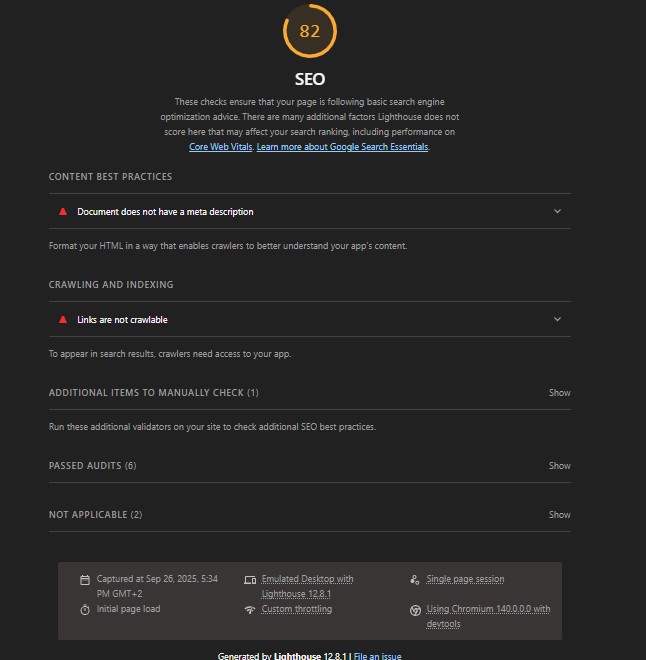 82
SEO
These checks ensure that your page is following basic search engine
optimization advice. There are many additional factors Lighthouse does not
score here that may affect your search ranking, including performance on
Core Web Vitals. Learn more about Google Search Essentials.
CONTENT BEST PRACTICES
Document does not have a meta description
Format your HTML in a way that enables crawlers to better understand your app's content.
CRAWLING AND INDEXING
Links are not crawlable
To appear in search results, crawlers need access to your app.
ADDITIONAL ITEMS TO MANUALLY CHECK (1) Show
Run these additional validators on your site to check additional SEO best practices.
PASSED AUDITS (6) Show
NOT APPLICABLE (2) Show
Captured at Sep 26, 2025, 5:34
PM GMT+2
Emulated Desktop with
Lighthouse 12.8.1
Single page session
Initial page load
Custom throttling
Using Chromium 140.0.0.0 with
devtools
Generated by Lighthouse 12.8.1 | File an issue